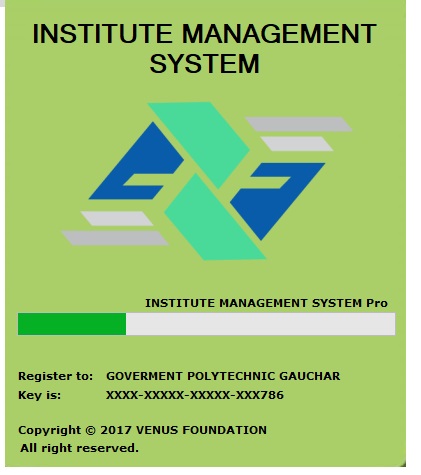 INSTITUTE MANAGEMENT
SYSTEM
INSTITUTE MANAGEMENT SYSTEM Pro
Register to: GOVERMENT POLYTECHNIC GAUCHAR
Key is: XXXX-XXXXX-XXXXX-XXX786
Copyright © 2017 VENUS FOUNDATION
All right reserved.